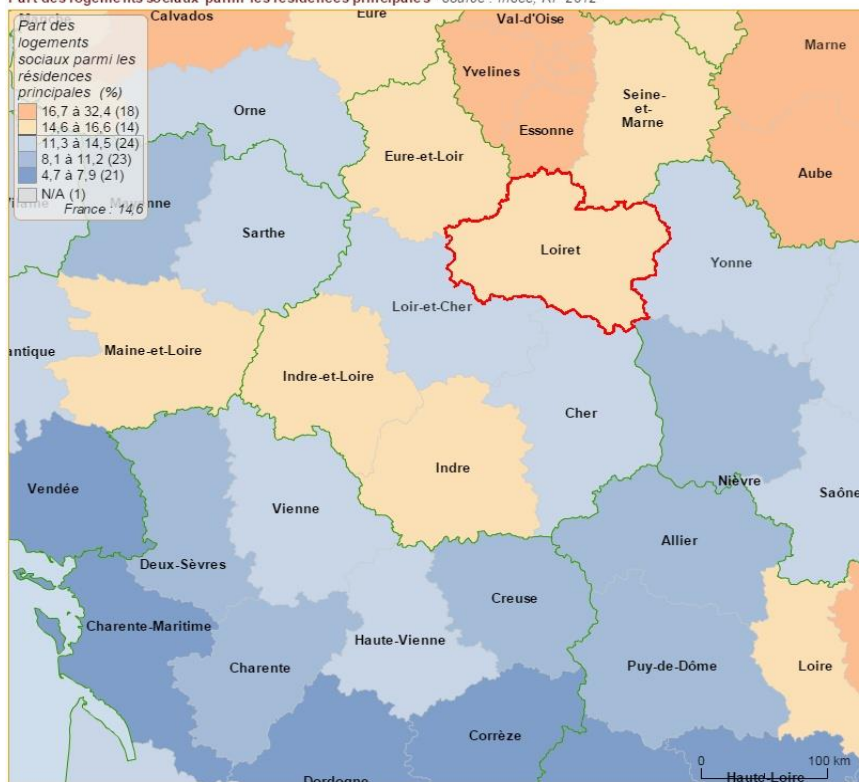 Part des logements sociaux parmi les résidences principales - Source : Insee, RP 2012
Part des
logements
sociaux parmi les
résidences
principales (%)
16,7 à 32,4 (18)
14,6 à 16,6 (14)
11,3 à 14,5 (24)
8,1 à 11,2 (23)
4,7 à 7,9 (21)
N/A (1)
France : 14,6
Manche
Calvados
Eure
Val-d'Oise
Marne
Yvelines
Seine-
et-
Marne
Orne
Essonne
Eure-et-Loir
Aube
Vilaine
Mayenne
Sarthe
Loiret
Yonne
Loir-et-Cher
antique
Maine-et-Loire
Indre-et-Loire
Cher
Indre
Nièvre
Vendée
Saône
Vienne
Allier
Deux-Sèvres
Creuse
Charente-Maritime
Haute-Vienne
Charente
Puy-de-Dôme
Loire
Corrèze
Dordogne
0
100 km
Haute-Loire